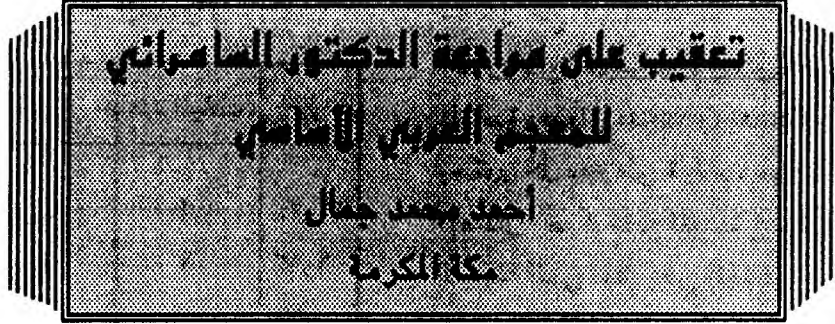 تعقيب على مراجعة الدكتور السامرائي
للمعجم العربي الأساسي
أحمد محمد جمال
مكة المكرمة